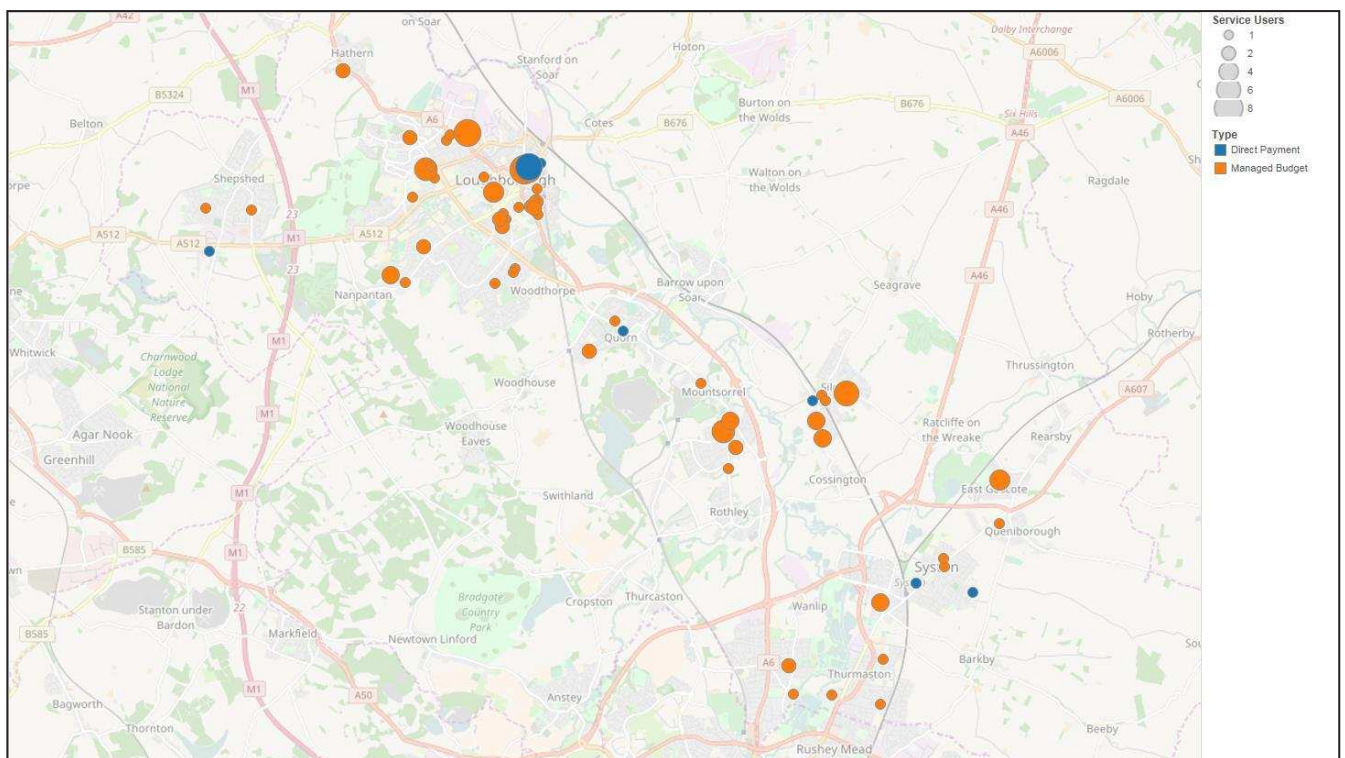 A42
on Soar
Hathern
Hoton
Dalby Interchange
A6006
Stanford on
Soar
M1
B5324
A6
Belton
Cotes
B676
Burton on
the Wolds
B676
Six Hills
A6006
A46
Shepshed
Walton on
the Wolds
Ragdale
23
A512
A512
M1
A512
A46
23
Nanpantan
Woodthorpe
Barrow upon
Soar
A46
Seagrave
Hoby
Rotherby
M1
Quorn
Whitwick
Charnwood
Lodge
National
Nature
Reserve
Woodhouse
Mountsorrel
Thrussington
A607
M1
Agar Nook
Greenhill
Woodhouse
Eaves
Ratcliffe on
the Wreake
Rearsby
Swithland
Cossington
M1
Rothley
Queniborough
B585
M1
22
Bradgate
Country
Park
Cropston
Thurcaston
Wanlip
Stanton under
Bardon
B585
Markfield
Newtown Linford
A6
Barkby
M1
A50
Anstey
Thurmaston
Bagworth
Thornton
Beeby
Rushey Mead
Service Users
1
2
4
6
8
Type
Direct Payment
Managed Budget